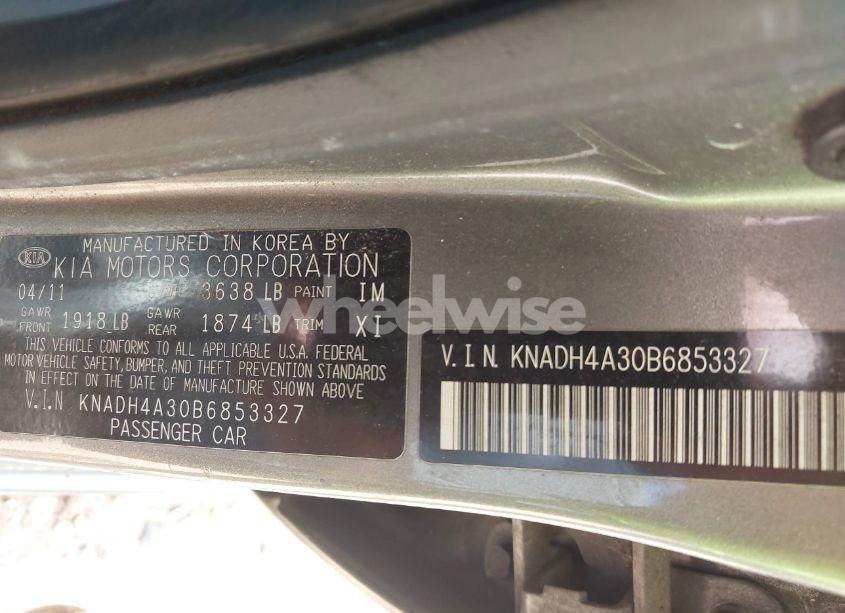 KIA
MANUFACTURED IN KOREA BY
KIA MOTORS CORPORATION
04/11 GVWR 3638 LB PAINT IM
GAWR FRONT 1918 LB GAWR REAR 1874 LB TRIM XI
THIS VEHICLE CONFORMS TO ALL APPLICABLE U.S.A. FEDERAL
MOTOR VEHICLE SAFETY, BUMPER, AND THEFT PREVENTION STANDARDS
IN EFFECT ON THE DATE OF MANUFACTURE SHOWN ABOVE
V.I.N KNADH4A30B6853327
PASSENGER CAR
V.I.N. KNADH4A30B6853327
wheelwise